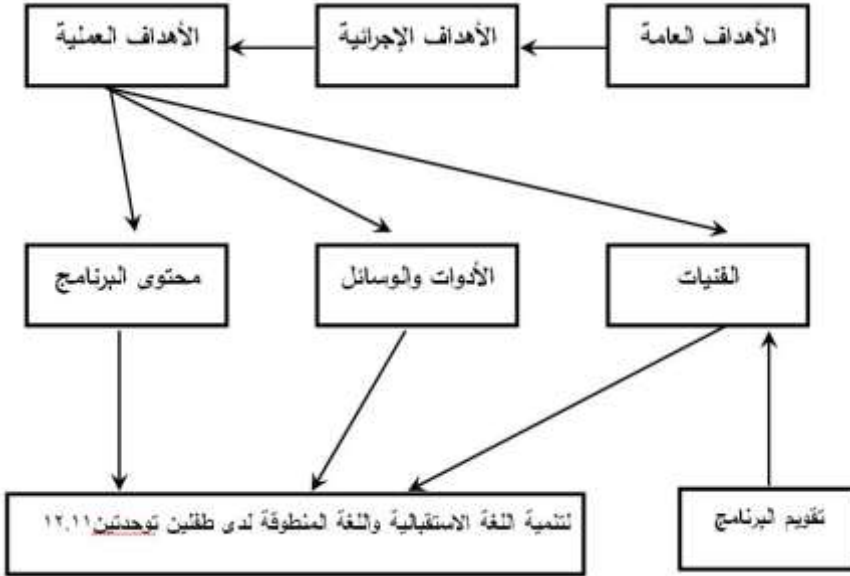 الأهداف العامة
الأهداف الإجرائية
الأهداف العملية
الفنيات
الأدوات والوسائل
محتوى البرنامج
تقويم البرنامج
لتنمية اللغة الاستقبالية واللغة المنطوقة لدى طفلين توحدتين١٢،١١